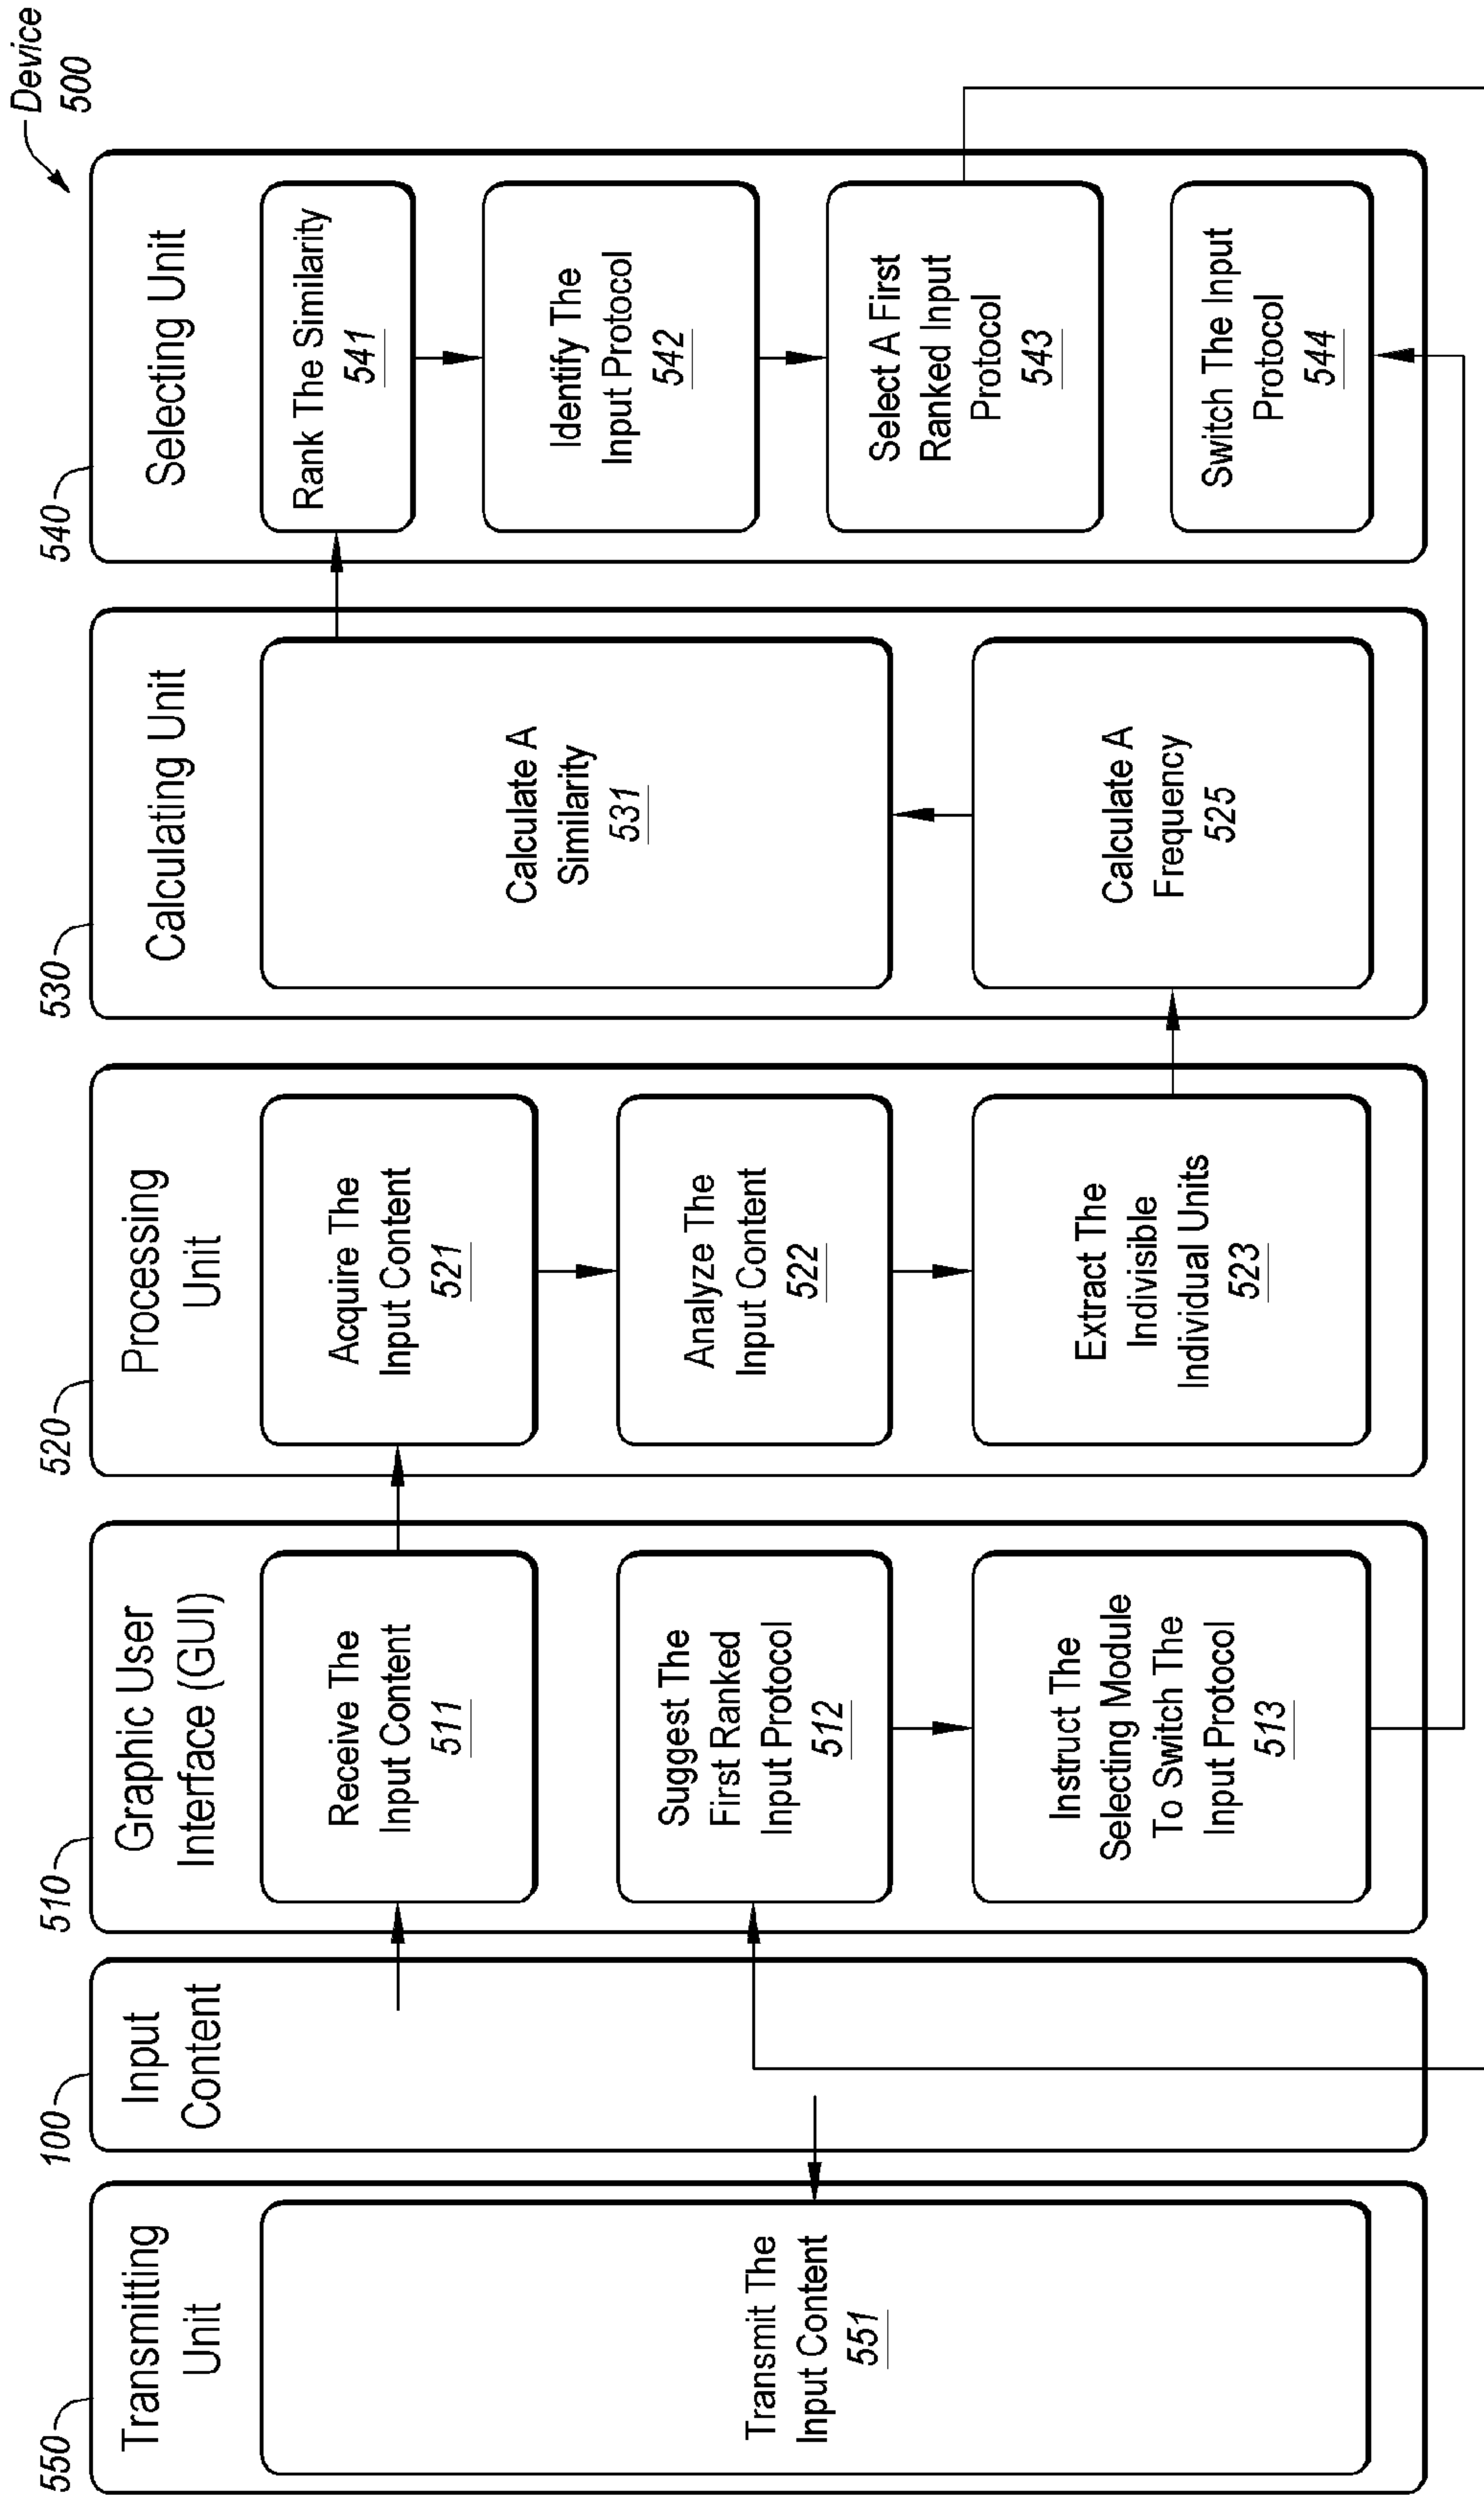 Device
500
550
Transmitting
Unit
Transmit The
Input Content
551
100
Input
Content
510
Graphic User
Interface (GUI)
Receive The
Input Content
511
Suggest The
First Ranked
Input Protocol
512
Instruct The
Selecting Module
To Switch The
Input Protocol
513
520
Processing
Unit
Acquire The
Input Content
521
Analyze The
Input Content
522
Extract The
Indivisible
Individual Units
523
530
Calculating Unit
Calculate A
Similarity
531
Calculate A
Frequency
525
540
Selecting Unit
Rank The Similarity
541
Identify The
Input Protocol
542
Select A First
Ranked Input
Protocol
543
Switch The Input
Protocol
544